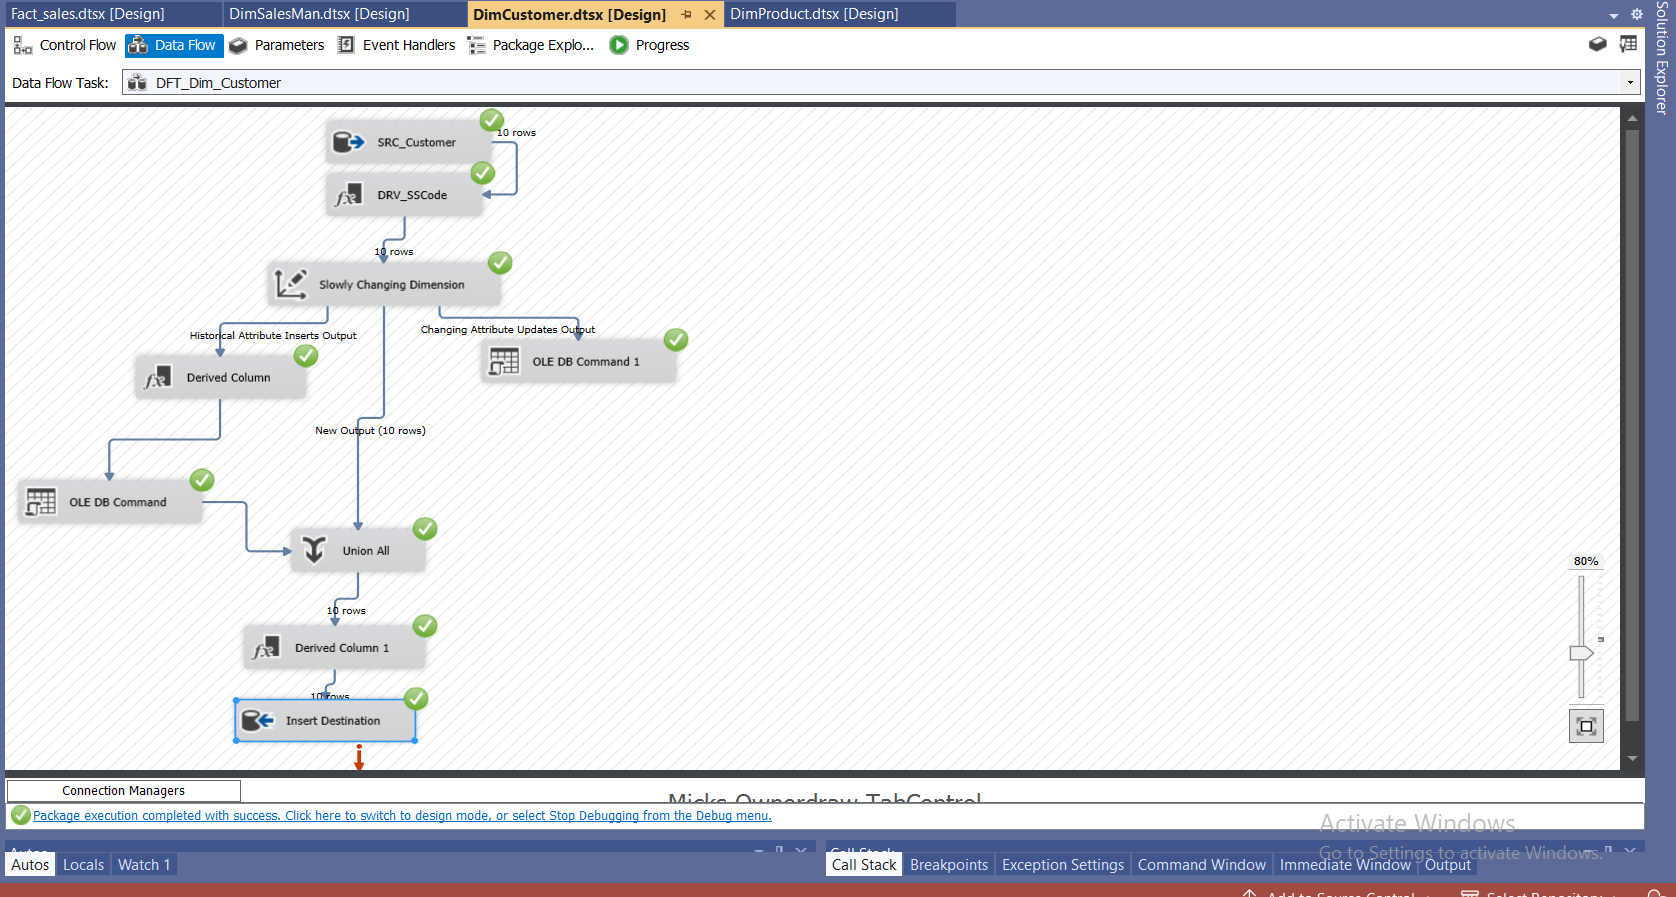 Fact_sales.dtsx [Design] DimSalesMan.dtsx [Design] DimCustomer.dtsx [Design] DimProduct.dtsx [Design]
Solution Explorer
Control Flow Data Flow Parameters Event Handlers Package Explo... Progress
Data Flow Task: DFT_Dim_Customer
10 rows
SRC_Customer
fx DRV_SSCode
10 rows
Slowly Changing Dimension
Historical Attribute Inserts Output Changing Attribute Updates Output
OLE DB Command 1
fx Derived Column
New Output (10 rows)
OLE DB Command
Union All
80%
10 rows
fx Derived Column 1
10 rows
Insert Destination
Connection Managers
Micks Ownerdraw TabControl
Package execution completed with success. Click here to switch to design mode, or select Stop Debugging from the Debug menu.
Activate Windows
Go to Settings to activate Windows.
Autos Call Stack
Autos Locals Watch 1 Call Stack Breakpoints Exception Settings Command Window Immediate Window Output
Add to Source Control Select Repository